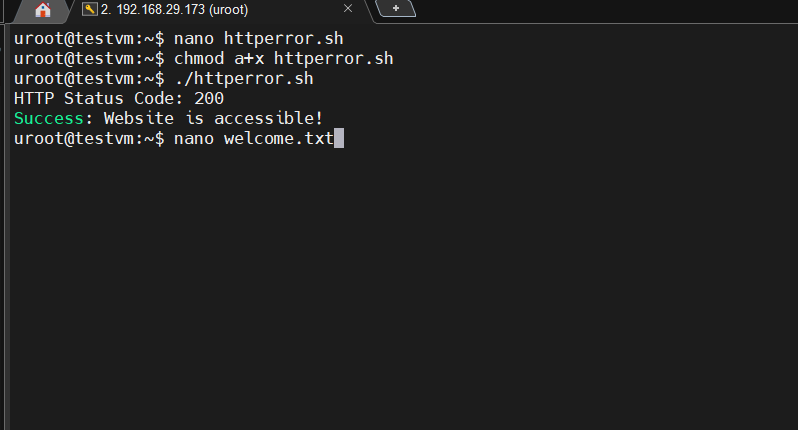 2. 192.168.29.173 (uroot)
uroot@testvm:~$ nano httperror.sh
uroot@testvm:~$ chmod a+x httperror.sh
uroot@testvm:~$ ./httperror.sh
HTTP Status Code: 200
Success: Website is accessible!
uroot@testvm:~$ nano welcome.txt